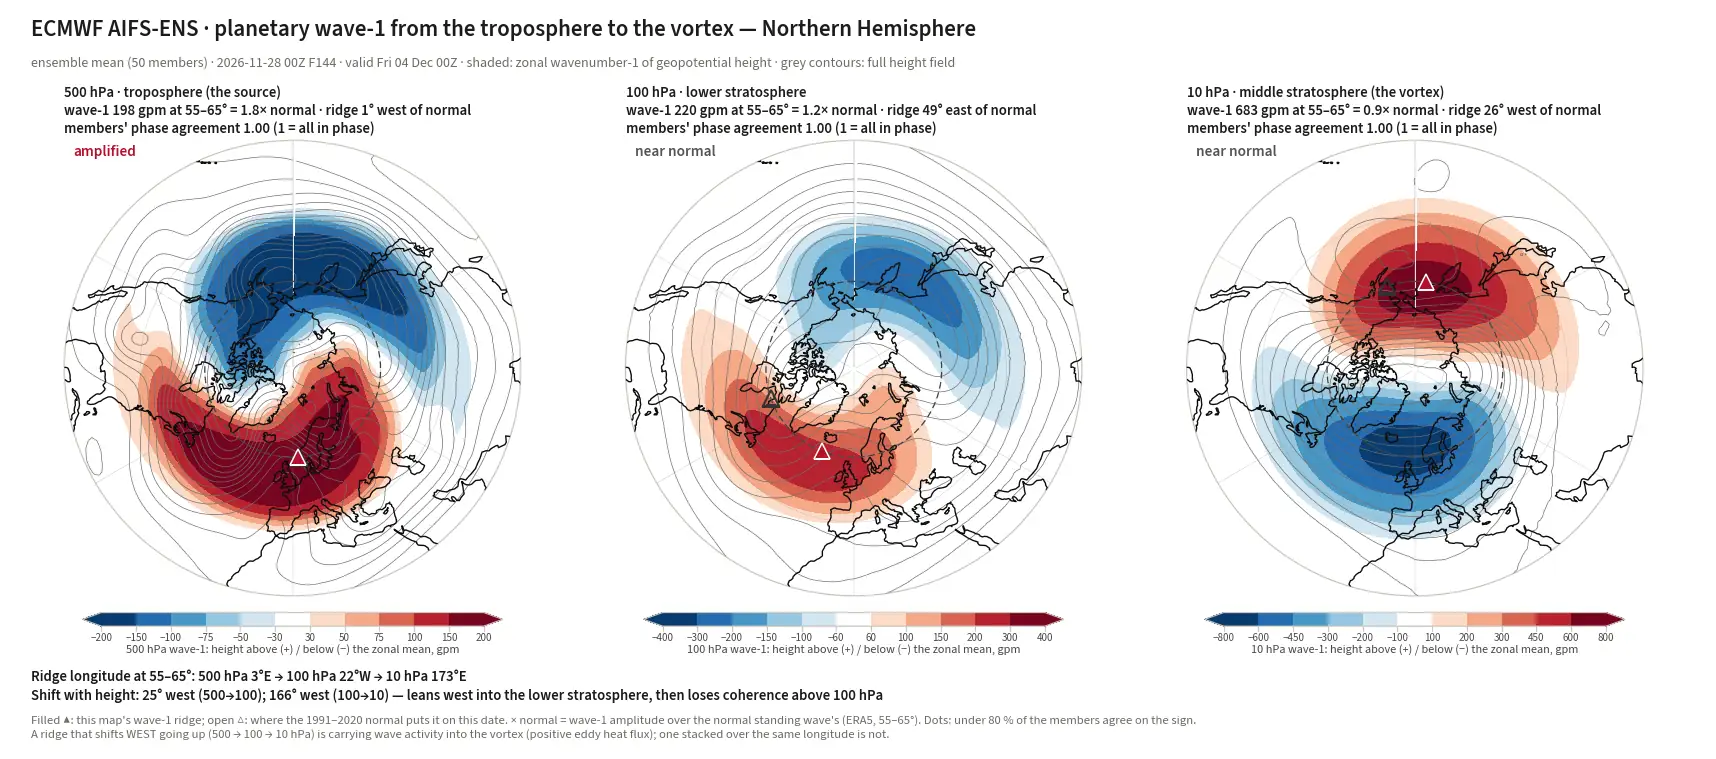 ECMWF AIFS-ENS · planetary wave-1 from the troposphere to the vortex — Northern Hemisphere
ensemble mean (50 members) · 2026-11-28 00Z F144 · valid Fri 04 Dec 00Z · shaded: zonal wavenumber-1 of geopotential height · grey contours: full height field
500 hPa · troposphere (the source)
wave-1 198 gpm at 55–65° = 1.8× normal · ridge 1° west of normal
members' phase agreement 1.00 (1 = all in phase)
amplified
100 hPa · lower stratosphere
wave-1 220 gpm at 55–65° = 1.2× normal · ridge 49° east of normal
members' phase agreement 1.00 (1 = all in phase)
near normal
10 hPa · middle stratosphere (the vortex)
wave-1 683 gpm at 55–65° = 0.9× normal · ridge 26° west of normal
members' phase agreement 1.00 (1 = all in phase)
near normal
−200 −150 −100 −75 −50 −30 30 50 75 100 150 200
500 hPa wave-1: height above (+) / below (−) the zonal mean, gpm
−400 −300 −200 −150 −100 −60 60 100 150 200 300 400
100 hPa wave-1: height above (+) / below (−) the zonal mean, gpm
−800 −600 −450 −300 −200 −100 100 200 300 450 600 800
10 hPa wave-1: height above (+) / below (−) the zonal mean, gpm
Ridge longitude at 55–65°: 500 hPa 3°E → 100 hPa 22°W → 10 hPa 173°E
Shift with height: 25° west (500→100); 166° west (100→10) — leans west into the lower stratosphere, then loses coherence above 100 hPa
Filled ▲: this map's wave-1 ridge; open △: where the 1991–2020 normal puts it on this date. × normal = wave-1 amplitude over the normal standing wave's (ERA5, 55–65°). Dots: under 80 % of the members agree on the sign.
A ridge that shifts WEST going up (500 → 100 → 10 hPa) is carrying wave activity into the vortex (positive eddy heat flux); one stacked over the same longitude is not.